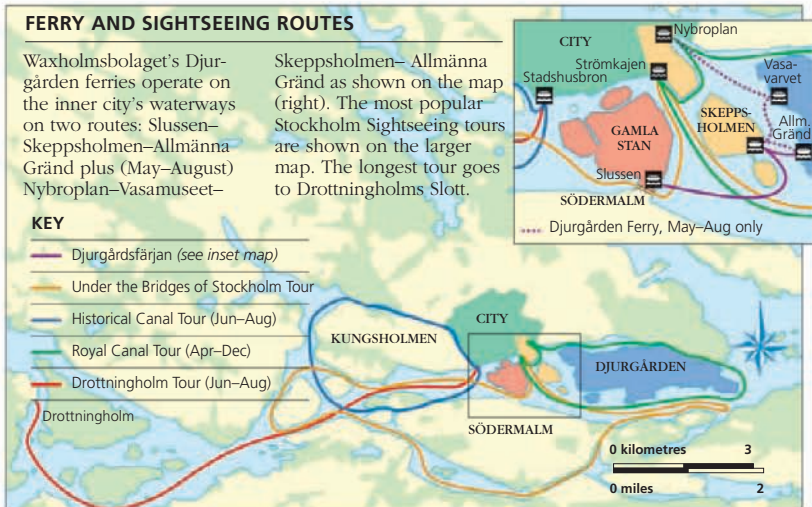 FERRY AND SIGHTSEEING ROUTES
Waxholmsbolaget's Djur-
gården ferries operate on
the inner city's waterways
on two routes: Slussen–
Skeppsholmen–Allmänna
Gränd plus (May–August)
Nybroplan–Vasamuseet–
Skeppsholmen– Allmänna
Gränd as shown on the map
(right). The most popular
Stockholm Sightseeing tours
are shown on the larger
map. The longest tour goes
to Drottningholms Slott.
KEY
Djurgårdsfärjan (see inset map)
Under the Bridges of Stockholm Tour
Historical Canal Tour (Jun–Aug)
Royal Canal Tour (Apr–Dec)
Drottningholm Tour (Jun–Aug)
Drottningholm
KUNGSHOLMEN
CITY
DJURGÅRDEN
SÖDERMALM
0 kilometres 3
0 miles 2
Nybroplan
CITY
Strömkajen
Stadshusbron
Vasa-
varvet
SKEPPS-
HOLMEN
Allm.
Gränd
GAMLA
STAN
Slussen
SÖDERMALM
Djurgården Ferry, May–Aug only